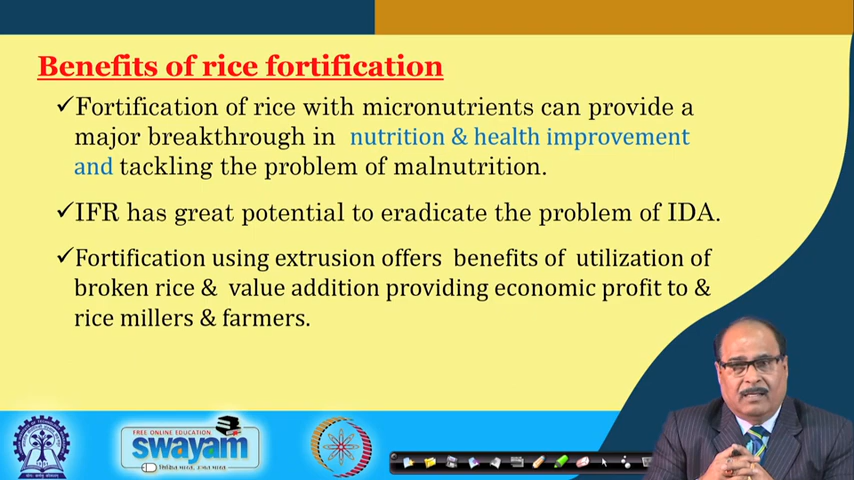 Benefits of rice fortification
✓Fortification of rice with micronutrients can provide a
major breakthrough in nutrition & health improvement
and tackling the problem of malnutrition.
✓IFR has great potential to eradicate the problem of IDA.
✓Fortification using extrusion offers benefits of utilization of
broken rice & value addition providing economic profit to &
rice millers & farmers.
FREE ONLINE EDUCATION
swayam